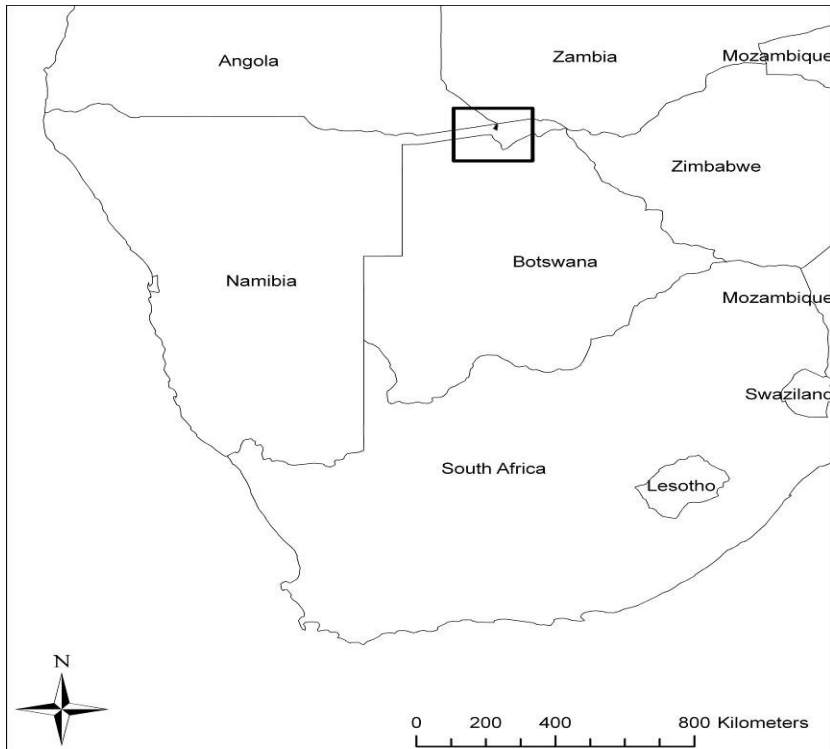 Angola
Zambia
Mozambique
Zimbabwe
Namibia
Botswana
Mozambique
Swaziland
South Africa
Lesotho
N
0 200 400 800 Kilometers